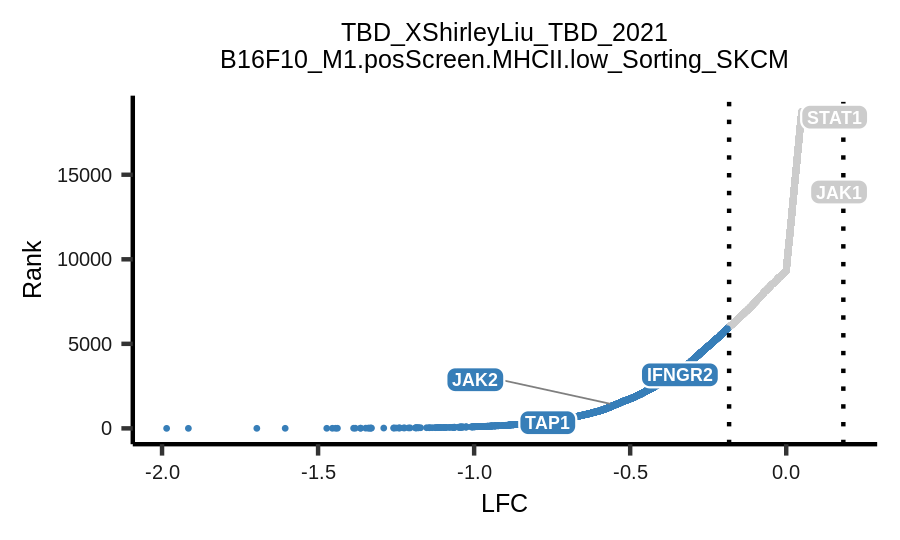 TBD_XShirleyLiu_TBD_2021
B16F10_M1.posScreen.MHCII.low_Sorting_SKCM
STAT1
15000
JAK1
Rank
10000
5000
IFNGR2
JAK2
TAP1
0
-2.0 -1.5 -1.0 -0.5 0.0
LFC